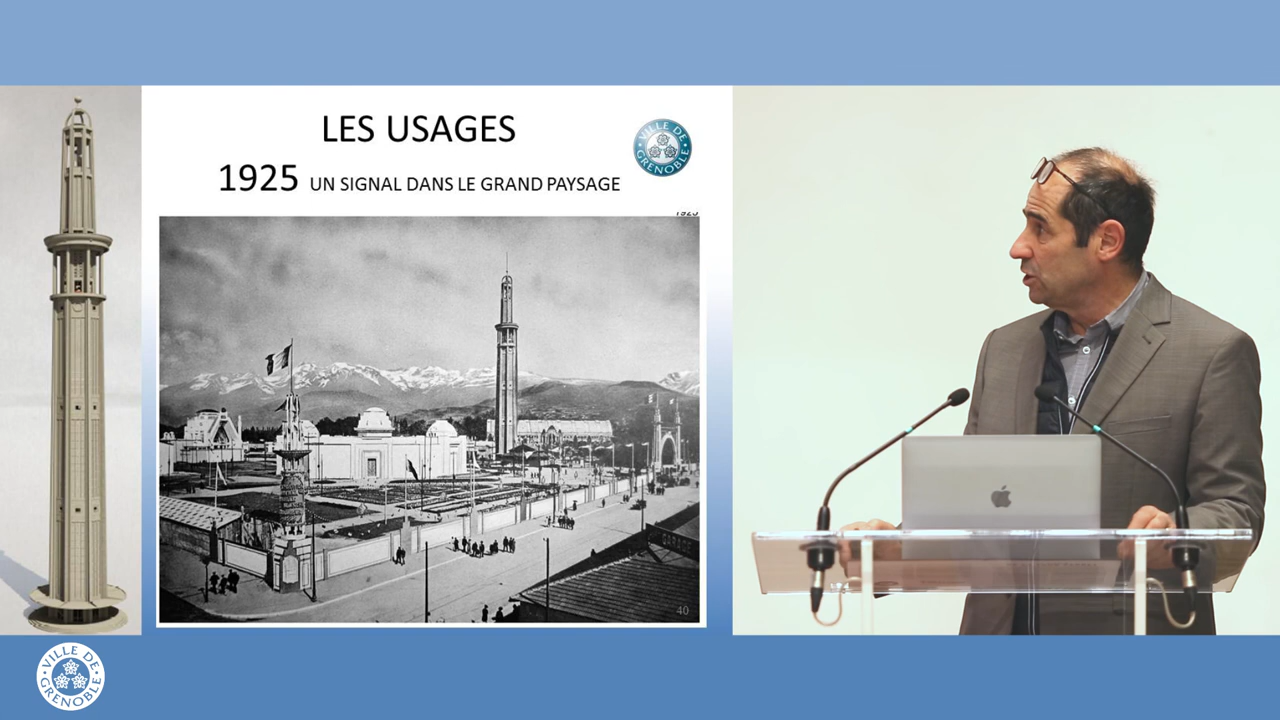 LES USAGES
1925 UN SIGNAL DANS LE GRAND PAYSAGE
VILLE DE
GRENOBLE
40
VILLE DE
GRENOBLE